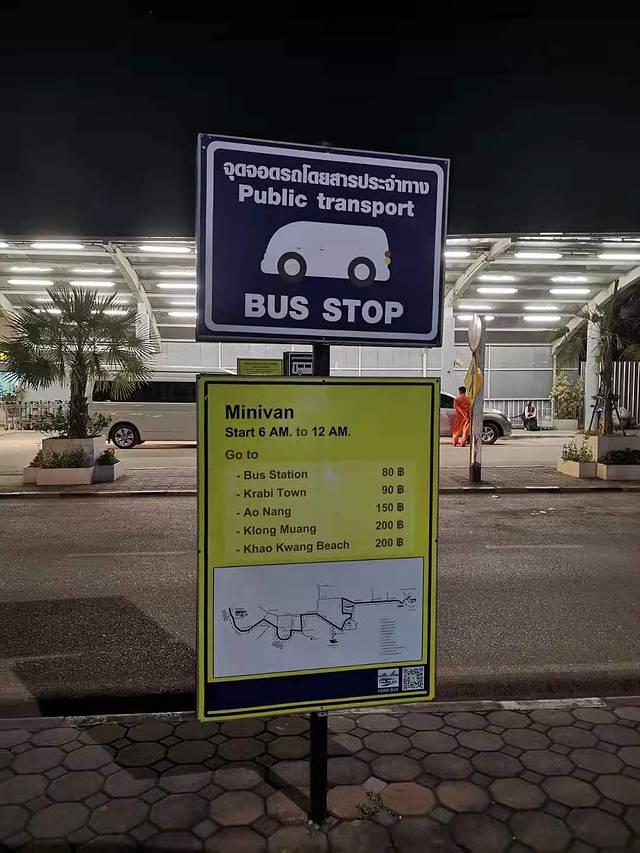 จุดจอดรถโดยสารประจำทาง
Public transport
BUS STOP
Minivan
Start 6 AM. to 12 AM.
Go to
- Bus Station 80 ฿
- Krabi Town 90 ฿
- Ao Nang 150 ฿
- Klong Muang 200 ฿
- Khao Kwang Beach 200 ฿
KRABI BUS